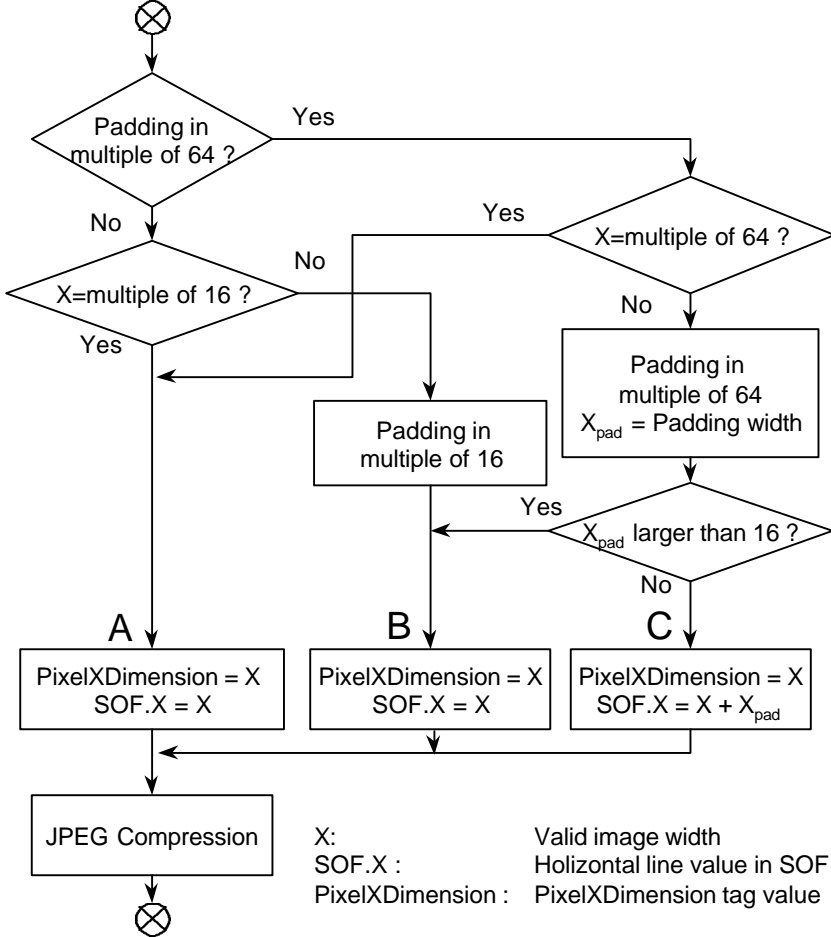 Padding in
multiple of 64 ?
Yes
No
Yes
X=multiple of 64 ?
No
X=multiple of 16 ?
No
Yes
Padding in
multiple of 64
Xpad = Padding width
Padding in
multiple of 16
Yes
Xpad larger than 16 ?
No
A
B
C
PixelXDimension = X
SOF.X = X
PixelXDimension = X
SOF.X = X
PixelXDimension = X
SOF.X = X + Xpad
JPEG Compression
X: Valid image width
SOF.X : Holizontal line value in SOF
PixelXDimension : PixelXDimension tag value